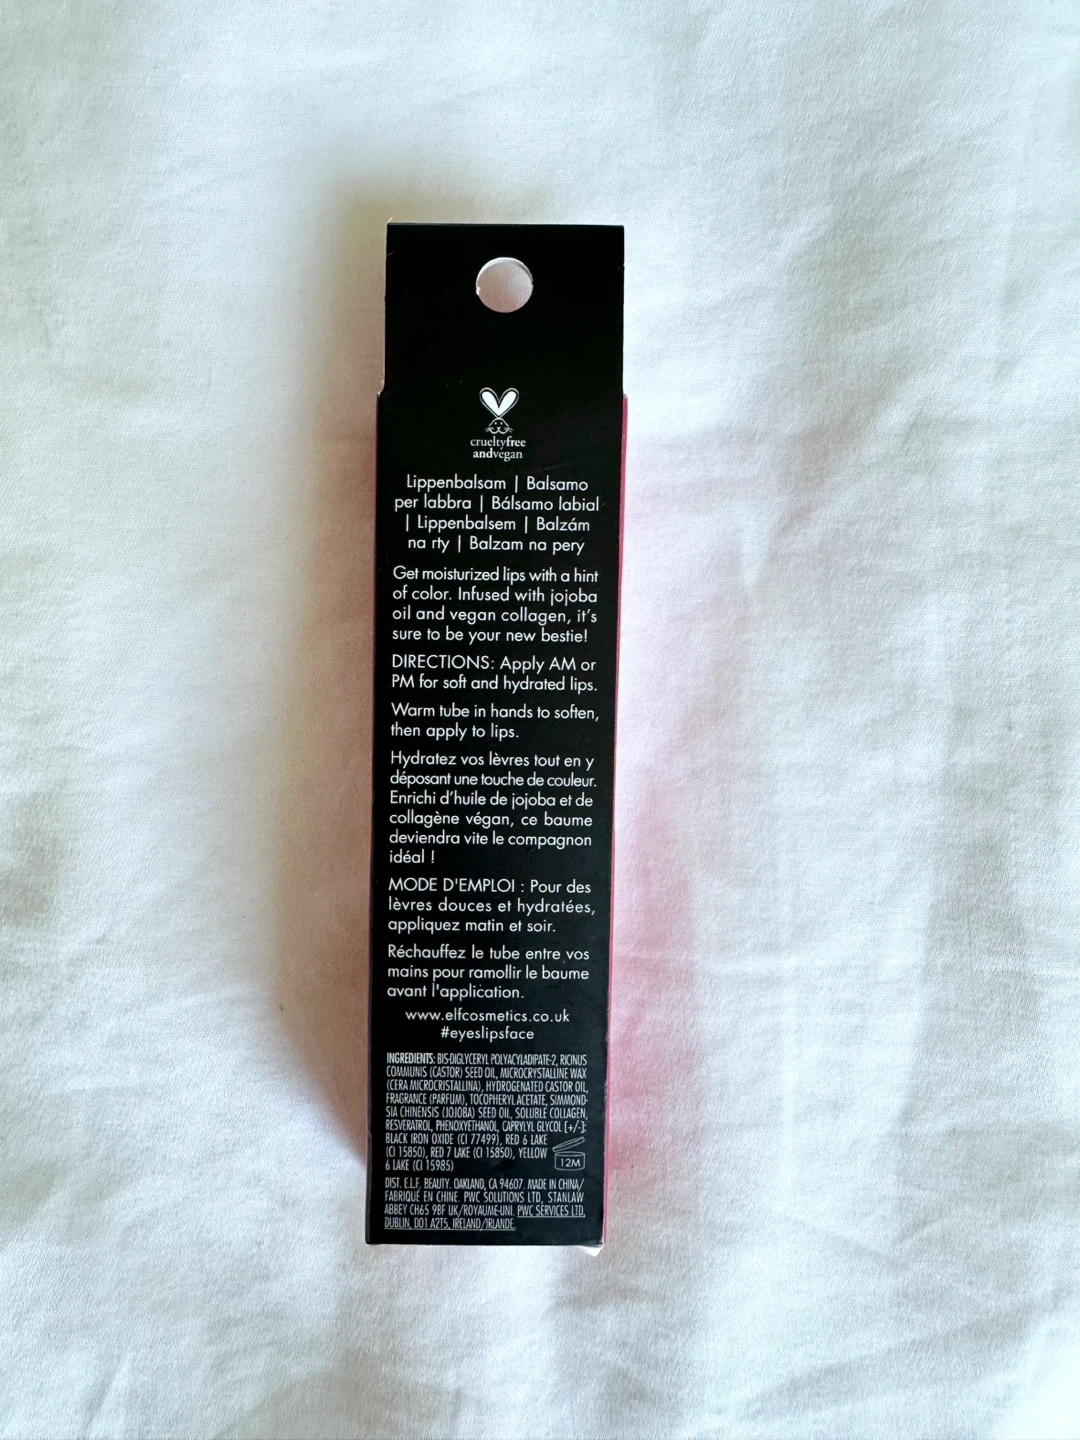 crueltyfree
andvegan
Lippenbalsam | Balsamo
per labbra | Bálsamo labial
| Lippenbalsem | Balzám
na rty | Balzam na pery
Get moisturized lips with a hint
of color. Infused with jojoba
oil and vegan collagen, it's
sure to be your new bestie!
DIRECTIONS: Apply AM or
PM for soft and hydrated lips.
Warm tube in hands to soften,
then apply to lips.
Hydratez vos lèvres tout en y
déposant une touche de couleur.
Enrichi d'huile de jojoba et de
collagène végan, ce baume
deviendra vite le compagnon
idéal !
MODE D'EMPLOI : Pour des
lèvres douces et hydratées,
appliquez matin et soir.
Réchauffez le tube entre vos
mains pour ramollir le baume
avant l'application.
www.elfcosmetics.co.uk
#eyeslipsface
INGREDIENTS: BIS-DIGLYCERYL POLYACYLADIPATE-2, RICINUS
COMMUNIS (CASTOR) SEED OIL, MICROCRYSTALLINE WAX
(CERA MICROCRISTALLINA), HYDROGENATED CASTOR OIL,
FRAGRANCE (PARFUM), TOCOPHERYL ACETATE, SIMMOND-
SIA CHINENSIS (JOJOBA) SEED OIL, SOLUBLE COLLAGEN,
RESVERATROL, PHENOXYETHANOL, CAPRYLYL GLYCOL [+/-]:
BLACK IRON OXIDE (CI 77499), RED 6 LAKE
(CI 15850), RED 7 LAKE (CI 15850), YELLOW
6 LAKE (CI 15985)
12M
DIST. E.L.F. BEAUTY. OAKLAND, CA 94607. MADE IN CHINA/
FABRIQUÉ EN CHINE. PWC SOLUTIONS LTD, STANLAW
ABBEY CH65 9BF UK/ROYAUME-UNI. PWC SERVICES LTD,
DUBLIN, D01 A2T5, IRELAND/IRLANDE.